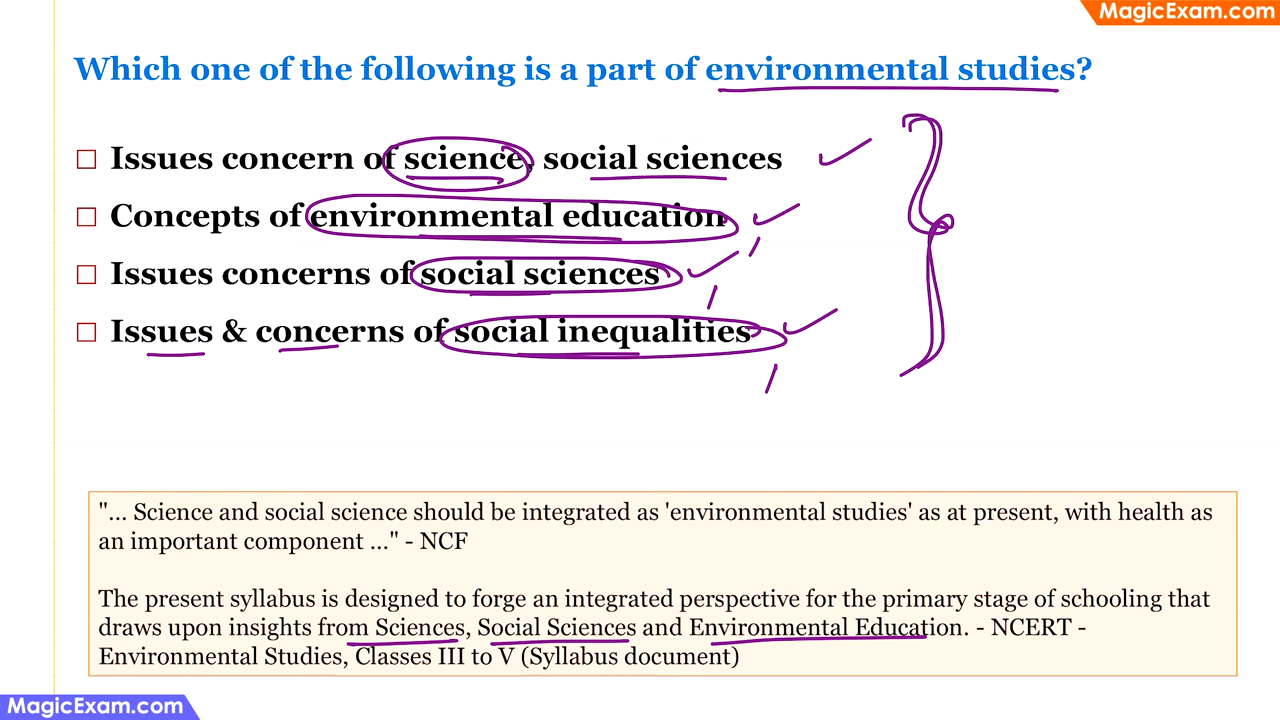 MagicExam.com
Which one of the following is a part of environmental studies?
Issues concern of science, social sciences
Concepts of environmental education
Issues concerns of social sciences
Issues & concerns of social inequalities
"... Science and social science should be integrated as 'environmental studies' as at present, with health as
an important component ..." - NCF
The present syllabus is designed to forge an integrated perspective for the primary stage of schooling that
draws upon insights from Sciences, Social Sciences and Environmental Education. - NCERT -
Environmental Studies, Classes III to V (Syllabus document)
MagicExam.com